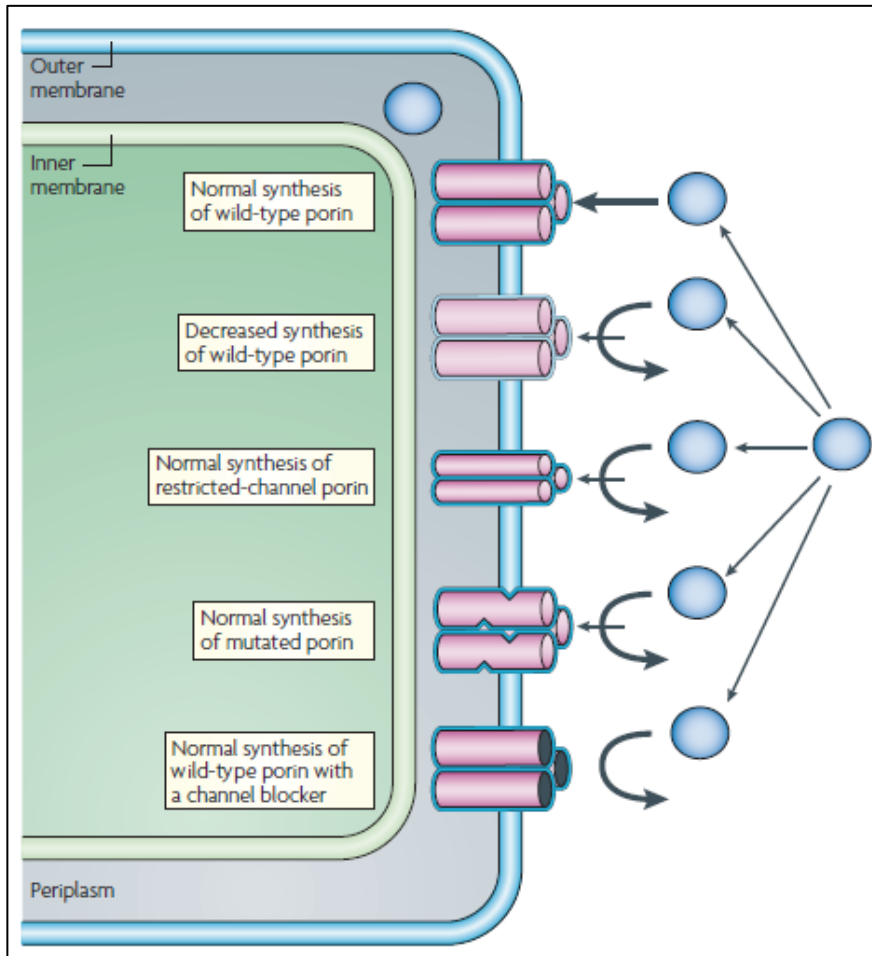 Outer
membrane
Inner
membrane
Normal synthesis
of wild-type porin
Decreased synthesis
of wild-type porin
Normal synthesis of
restricted-channel porin
Normal synthesis
of mutated porin
Normal synthesis of
wild-type porin with
a channel blocker
Periplasm